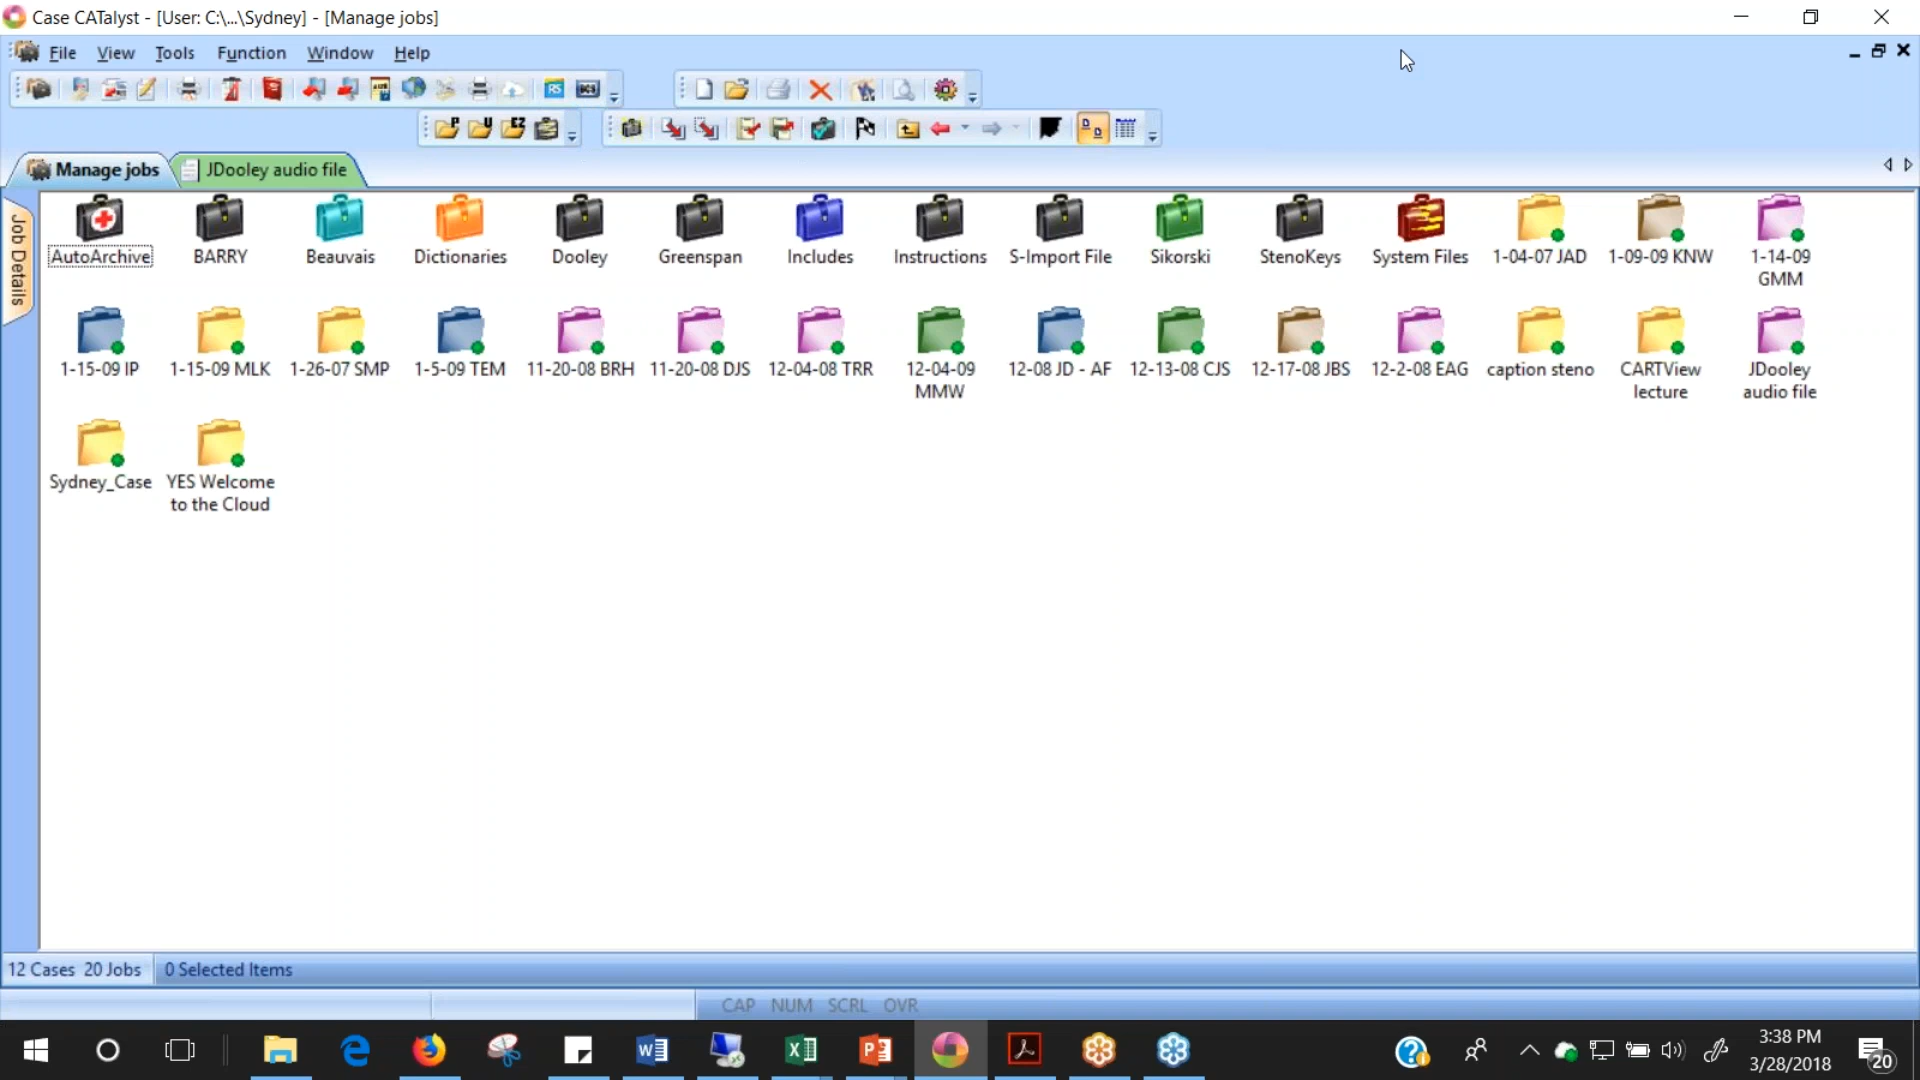 Case CATalyst - [User: C:\...\Sydney] - [Manage jobs]
File View Tools Function Window Help
Manage jobs JDooley audio file
Job Details
AutoArchive BARRY Beauvais Dictionaries Dooley Greenspan Includes Instructions S-Import File Sikorski StenoKeys System Files 1-04-07 JAD 1-09-09 KNW 1-14-09
GMM
1-15-09 IP 1-15-09 MLK 1-26-07 SMP 1-5-09 TEM 11-20-08 BRH 11-20-08 DJS 12-04-08 TRR 12-04-09 12-08 JD - AF 12-13-08 CJS 12-17-08 JBS 12-2-08 EAG caption steno CARTView JDooley
MMW lecture audio file
Sydney_Case YES Welcome
to the Cloud
12 Cases 20 Jobs 0 Selected Items
CAP NUM SCRL OVR
3:38 PM
3/28/2018
20